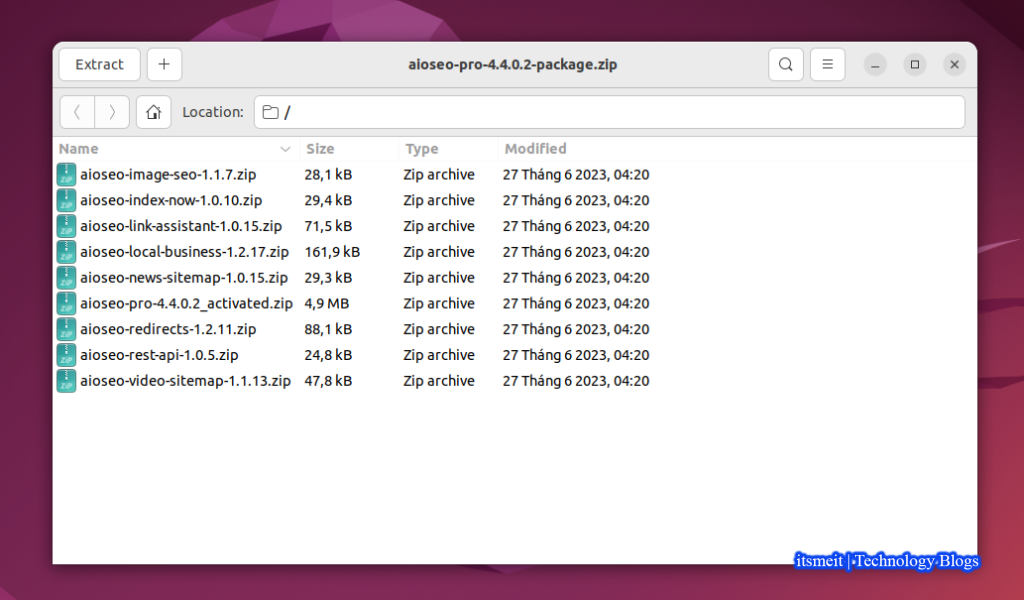 Extract + aioseo-pro-4.4.0.2-package.zip
Location: /
Name Size Type Modified
aioseo-image-seo-1.1.7.zip 28,1 kB Zip archive 27 Tháng 6 2023, 04:20
aioseo-index-now-1.0.10.zip 29,4 kB Zip archive 27 Tháng 6 2023, 04:20
aioseo-link-assistant-1.0.15.zip 71,5 kB Zip archive 27 Tháng 6 2023, 04:20
aioseo-local-business-1.2.17.zip 161,9 kB Zip archive 27 Tháng 6 2023, 04:20
aioseo-news-sitemap-1.0.15.zip 29,3 kB Zip archive 27 Tháng 6 2023, 04:20
aioseo-pro-4.4.0.2_activated.zip 4,9 MB Zip archive 27 Tháng 6 2023, 04:20
aioseo-redirects-1.2.11.zip 88,1 kB Zip archive 27 Tháng 6 2023, 04:20
aioseo-rest-api-1.0.5.zip 24,8 kB Zip archive 27 Tháng 6 2023, 04:20
aioseo-video-sitemap-1.1.13.zip 47,8 kB Zip archive 27 Tháng 6 2023, 04:20
itsmeit | Technology Blogs